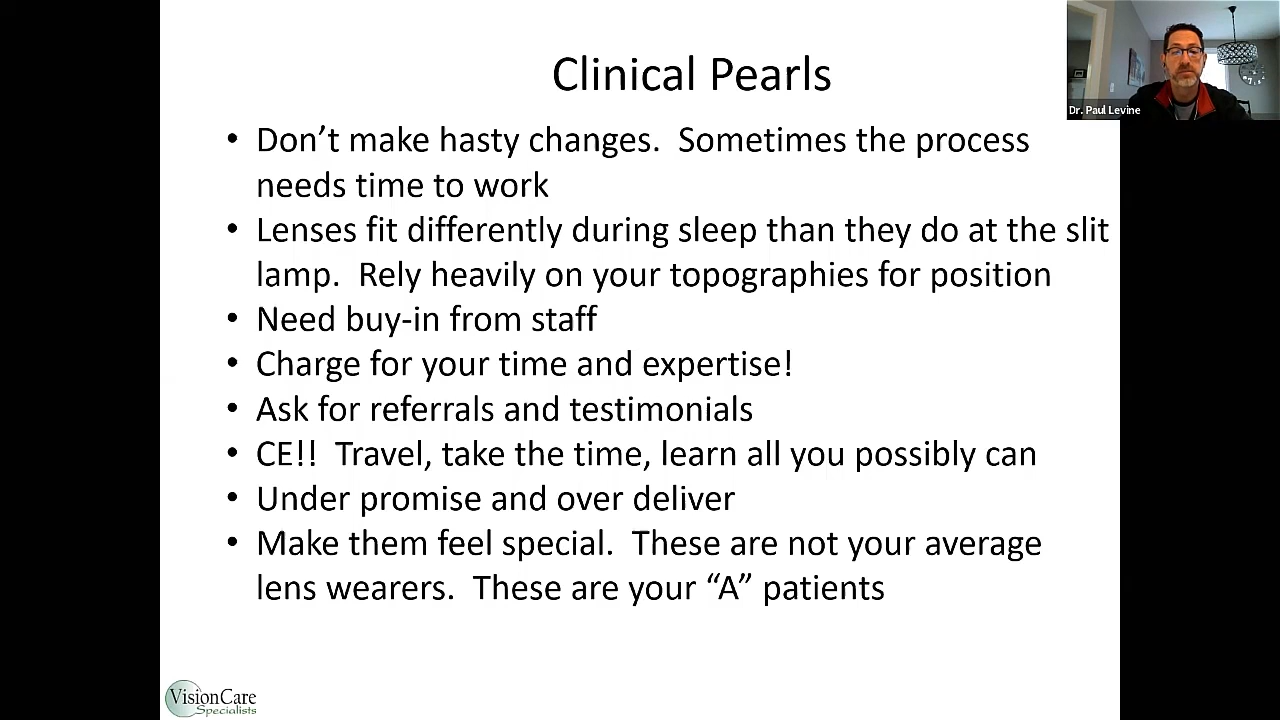 Clinical Pearls
Dr. Paul Levine
• Don’t make hasty changes.  Sometimes the process
needs time to work
• Lenses fit differently during sleep than they do at the slit
lamp.  Rely heavily on your topographies for position
• Need buy-in from staff
• Charge for your time and expertise!
• Ask for referrals and testimonials
• CE!!  Travel, take the time, learn all you possibly can
• Under promise and over deliver
• Make them feel special.  These are not your average
lens wearers.  These are your “A” patients
VisionCare
Specialists